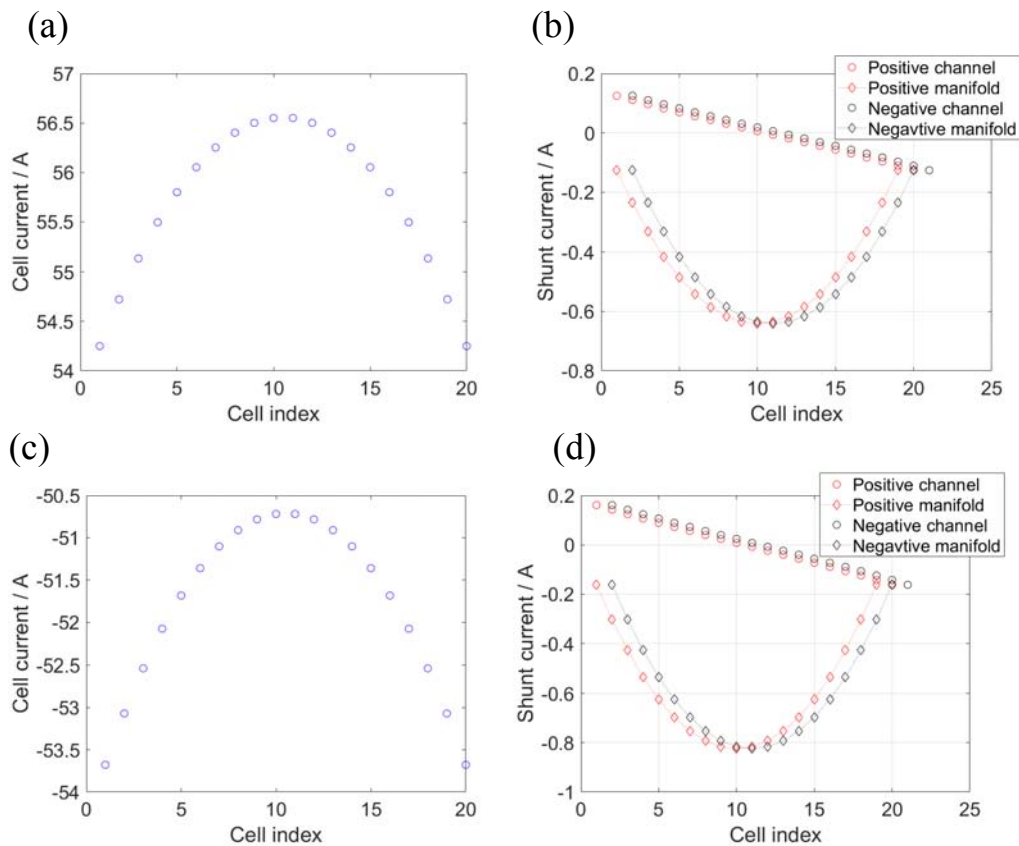 (a)
57
56.5
56
55.5
55
54.5
54
Cell current / A
0 5 10 15 20
Cell index
(b)
Positive channel
Positive manifold
Negative channel
Negavtive manifold
0.2
0
-0.2
-0.4
-0.6
-0.8
Shunt current / A
0 5 10 15 20 25
Cell index
(c)
-50.5
-51
-51.5
-52
-52.5
-53
-53.5
-54
Cell current / A
0 5 10 15 20
Cell index
(d)
Positive channel
Positive manifold
Negative channel
Negavtive manifold
0.2
0
-0.2
-0.4
-0.6
-0.8
-1
Shunt current / A
0 5 10 15 20 25
Cell index